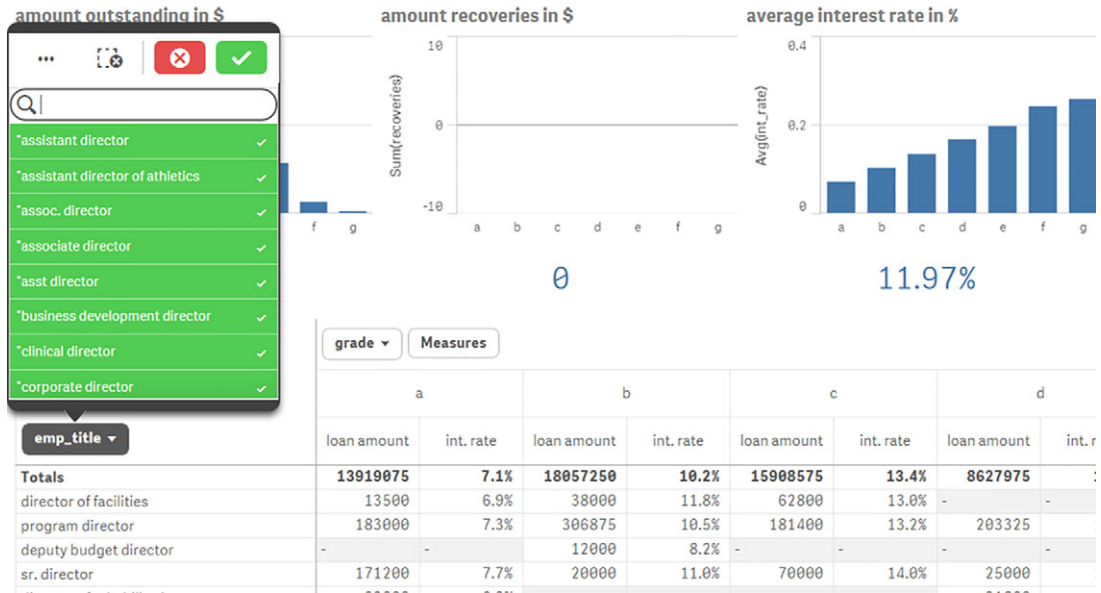 amount outstanding in $
amount recoveries in $
average interest rate in %
"assistant director
"assistant director of athletics
"assoc. director
"associate director
"asst director
"business development director
"clinical director
"corporate director
f g
Sum(recoveries)
10
0
-10
a b c d e f g
0
Avg(int_rate)
0.4
0.2
0
a b c d e f g
11.97%
grade Measures
a b c d
emp_title loan amount int. rate loan amount int. rate loan amount int. rate loan amount int.
Totals 13919075 7.1% 18057250 10.2% 15908575 13.4% 8627975
director of facilities 13500 6.9% 38000 11.8% 62800 13.0% - -
program director 183000 7.3% 306875 10.5% 181400 13.2% 203325
deputy budget director - - 12000 8.2% - - - -
sr. director 171200 7.7% 20000 11.0% 70000 14.0% 25000